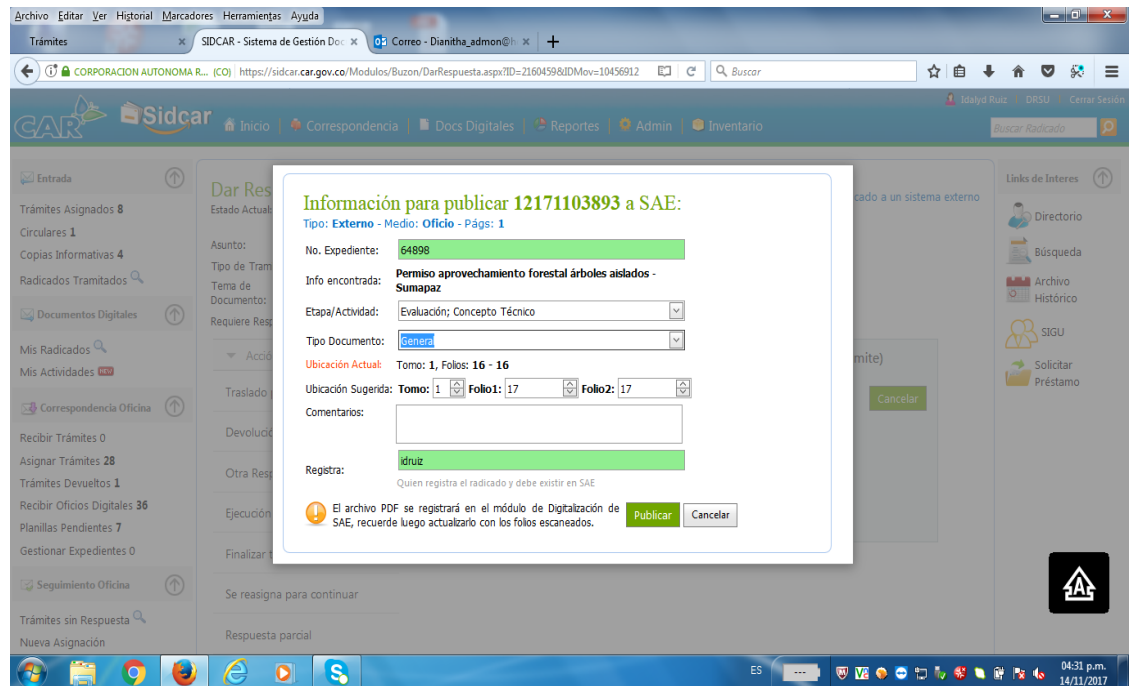 Archivo Editar Ver Historial Marcadores Herramientas Ayuda
Trámites × SIDCAR - Sistema de Gestión Doc × Correo - Dianitha_admon@h × +
CORPORACION AUTONOMA R... (CO) https://sidcar.car.gov.co/Modulos/Buzon/DarRespuesta.aspx?ID=2160459&IDMov=10456912 Buscar
Idalyd Ruiz | DRSU | Cerrar Sesión
CAR Sidcar Inicio | Correspondencia | Docs Digitales | Reportes | Admin | Inventario
Buscar Radicado
Entrada
Trámites Asignados 8
Circulares 1
Copias Informativas 4
Radicados Tramitados
Documentos Digitales
Mis Radicados
Mis Actividades
Correspondencia Oficina
Recibir Trámites 0
Asignar Trámites 28
Trámites Devueltos 1
Recibir Oficios Digitales 36
Planillas Pendientes 7
Gestionar Expedientes 0
Seguimiento Oficina
Trámites sin Respuesta
Nueva Asignación
Dar Res
Estado Actual:
Asunto:
Tipo de Tram
Tema de
Documento:
Requiere Resp
Acció
Traslado p
Devolució
Otra Resp
Ejecución
Finalizar t
Se reasigna para continuar
Respuesta parcial
cado a un sistema externo
mite)
Cancelar
Información para publicar 12171103893 a SAE:
Tipo: Externo - Medio: Oficio - Págs: 1
No. Expediente: 64898
Info encontrada: Permiso aprovechamiento forestal árboles aislados -
Sumapaz
Etapa/Actividad: Evaluación; Concepto Técnico
Tipo Documento: General
Ubicación Actual: Tomo: 1, Folios: 16 - 16
Ubicación Sugerida: Tomo: 1 Folio1: 17 Folio2: 17
Comentarios:
Registra: idruiz
Quien registra el radicado y debe existir en SAE
El archivo PDF se registrará en el módulo de Digitalización de
SAE, recuerde luego actualizarlo con los folios escaneados.
Publicar Cancelar
Links de Interes
Directorio
Búsqueda
Archivo
Histórico
SIGU
Solicitar
Préstamo
ES
04:31 p.m.
14/11/2017